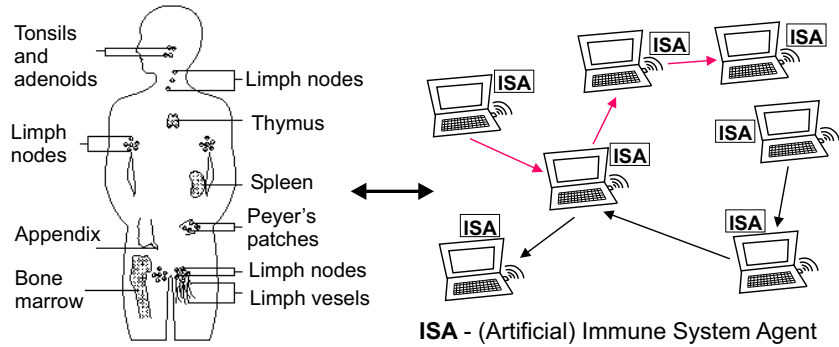 Tonsils
and
adenoids
Limph nodes
Thymus
Limph
nodes
Spleen
Peyer's
patches
Appendix
Limph nodes
Bone
marrow
Limph vessels
ISA
ISA
ISA
ISA
ISA
ISA
ISA
ISA - (Artificial) Immune System Agent